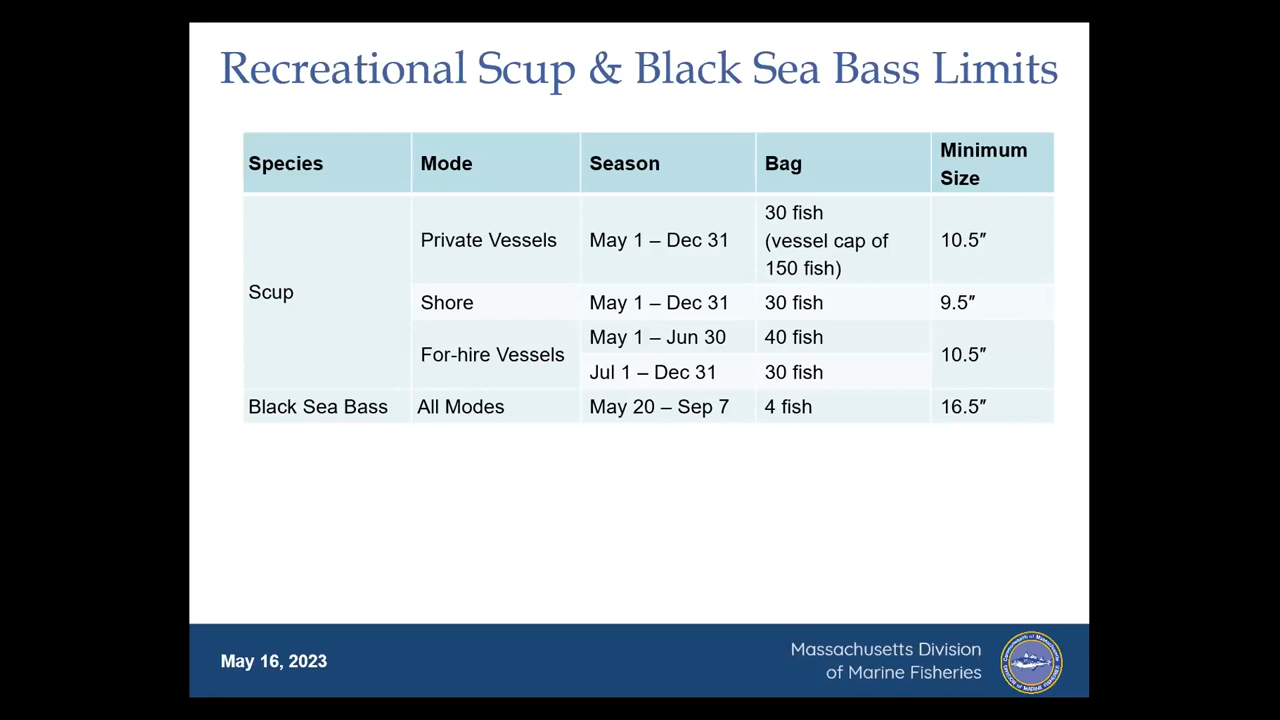 Recreational Scup & Black Sea Bass Limits
Species Mode Season Bag Minimum Size
Scup
Private Vessels May 1 – Dec 31 30 fish (vessel cap of 150 fish) 10.5″
Shore May 1 – Dec 31 30 fish 9.5″
For-hire Vessels May 1 – Jun 30 40 fish 10.5″
Jul 1 – Dec 31 30 fish
Black Sea Bass All Modes May 20 – Sep 7 4 fish 16.5″
May 16, 2023
Massachusetts Division
of Marine Fisheries